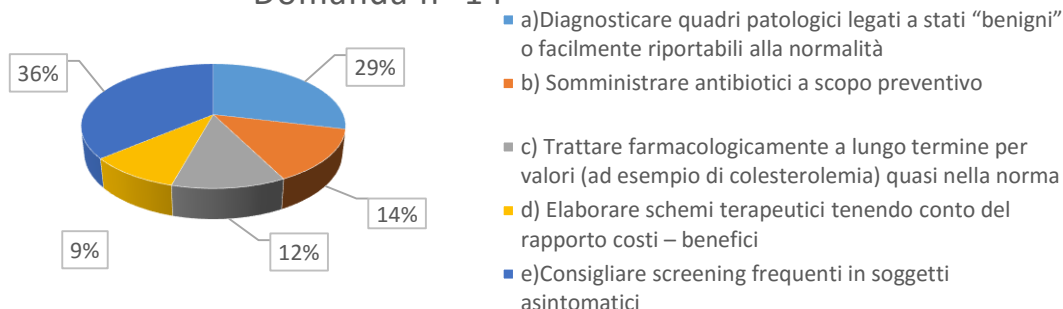 Domanda n° 14
36%
29%
14%
12%
9%
a)Diagnosticare quadri patologici legati a stati “benigni”
o facilmente riportabili alla normalità
b) Somministrare antibiotici a scopo preventivo
c) Trattare farmacologicamente a lungo termine per
valori (ad esempio di colesterolemia) quasi nella norma
d) Elaborare schemi terapeutici tenendo conto del
rapporto costi – benefici
e)Consigliare screening frequenti in soggetti
asintomatici